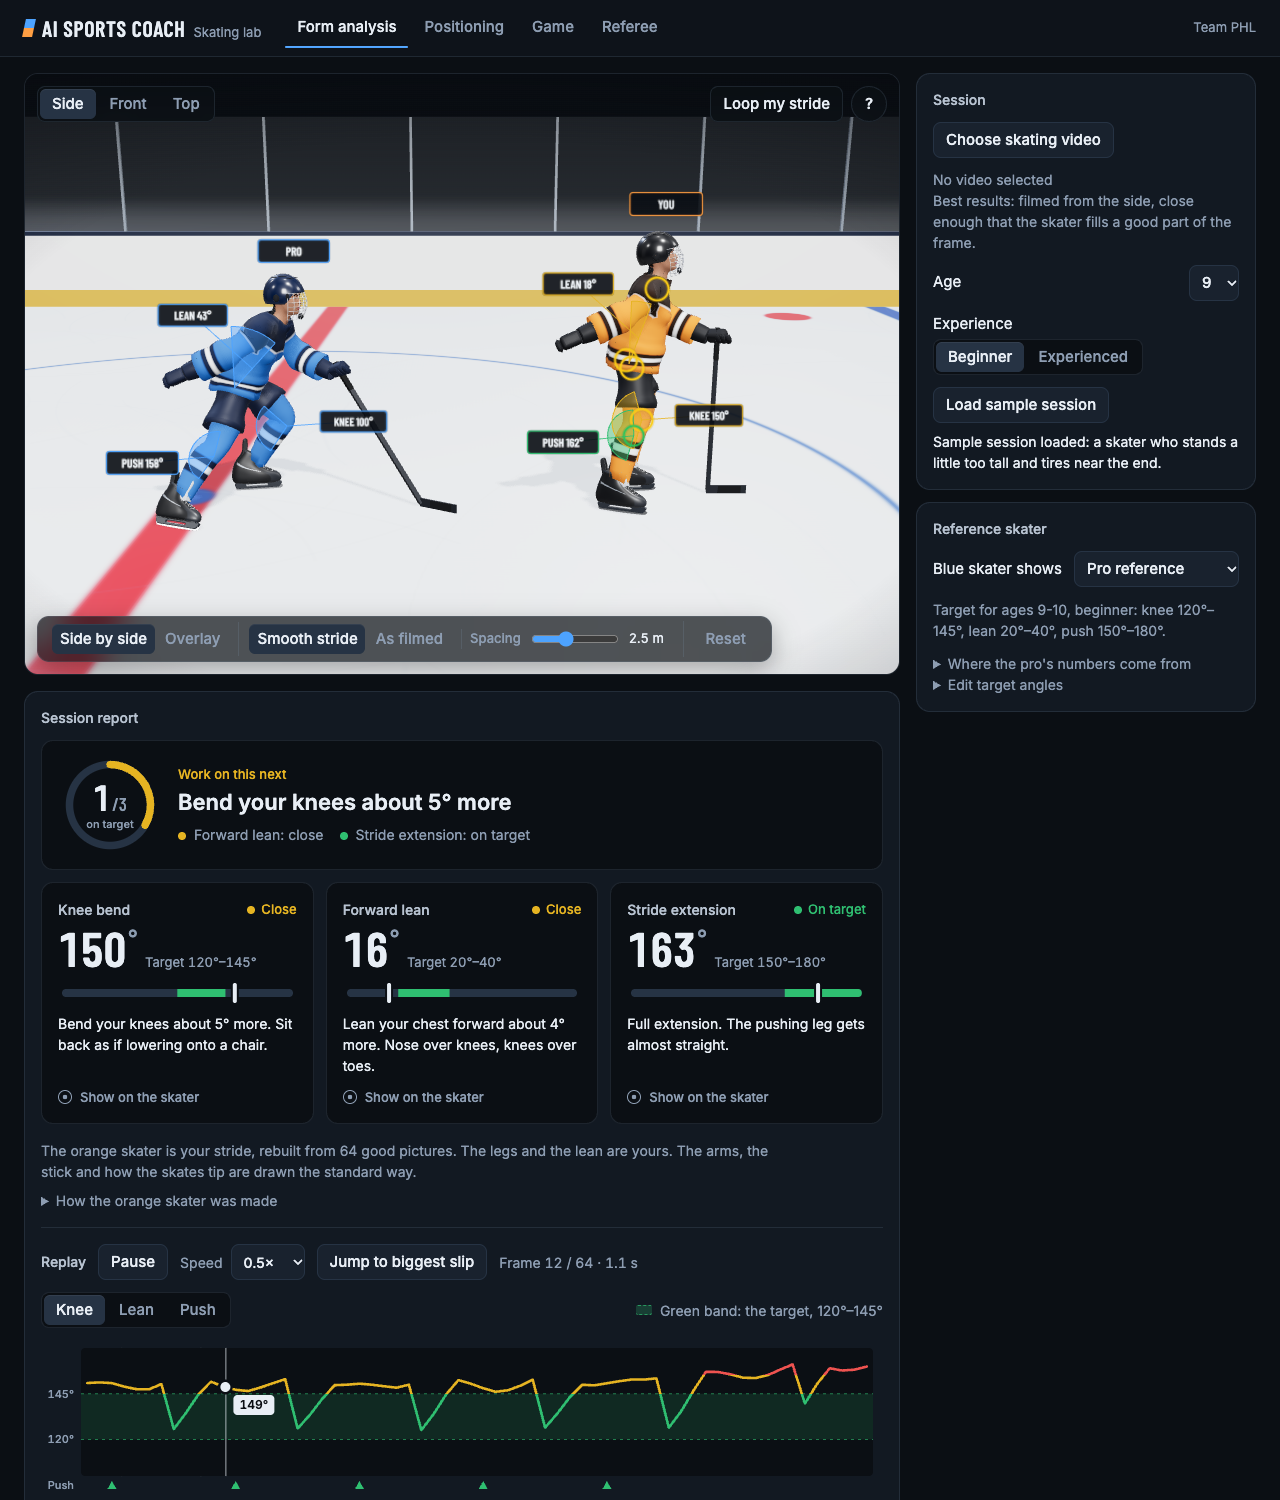 AI SPORTS COACH Skating lab Form analysis Positioning Game Referee Team PHL
Side Front Top Loop my stride ?
YOU
PRO
LEAN 18°
LEAN 43°
KNEE 100°
KNEE 150°
PUSH 162°
PUSH 158°
Side by side Overlay Smooth stride As filmed Spacing 2.5 m Reset
Session
Choose skating video
No video selected
Best results: filmed from the side, close
enough that the skater fills a good part of the
frame.
Age 9
Experience
Beginner Experienced
Load sample session
Sample session loaded: a skater who stands a
little too tall and tires near the end.
Reference skater
Blue skater shows Pro reference
Target for ages 9-10, beginner: knee 120°–
145°, lean 20°–40°, push 150°–180°.
Where the pro's numbers come from
Edit target angles
Session report
1/3
on target
Work on this next
Bend your knees about 5° more
Forward lean: close Stride extension: on target
Knee bend Close
150° Target 120°–145°
Bend your knees about 5° more. Sit
back as if lowering onto a chair.
Show on the skater
Forward lean Close
16° Target 20°–40°
Lean your chest forward about 4°
more. Nose over knees, knees over
toes.
Show on the skater
Stride extension On target
163° Target 150°–180°
Full extension. The pushing leg gets
almost straight.
Show on the skater
The orange skater is your stride, rebuilt from 64 good pictures. The legs and the lean are yours. The arms, the
stick and how the skates tip are drawn the standard way.
How the orange skater was made
Replay Pause Speed 0.5× Jump to biggest slip Frame 12 / 64 · 1.1 s
Knee Lean Push Green band: the target, 120°–145°
145°
149°
120°
Push